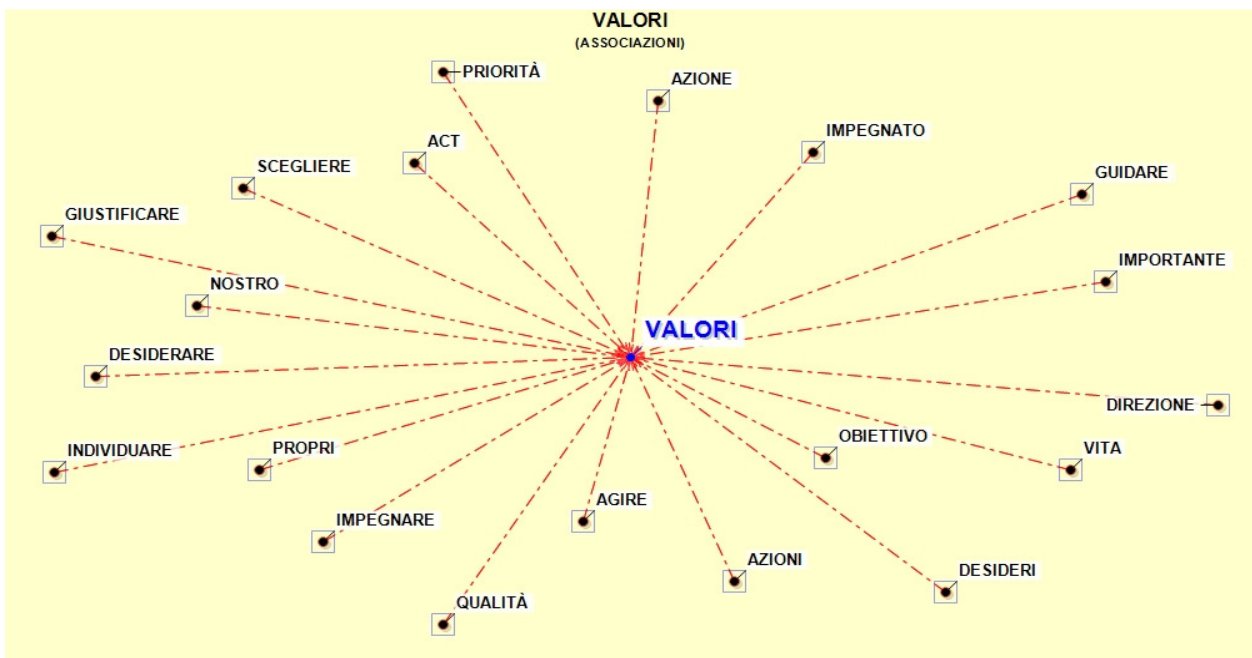 VALORI
(ASSOCIAZIONI)
PRIORITÀ
AZIONE
IMPEGNATO
ACT
SCEGLIERE
GUIDARE
GIUSTIFICARE
IMPORTANTE
NOSTRO
VALORI
DESIDERARE
DIREZIONE
OBIETTIVO
VITA
INDIVIDUARE
PROPRI
AGIRE
IMPEGNARE
AZIONI
DESIDERI
QUALITÀ